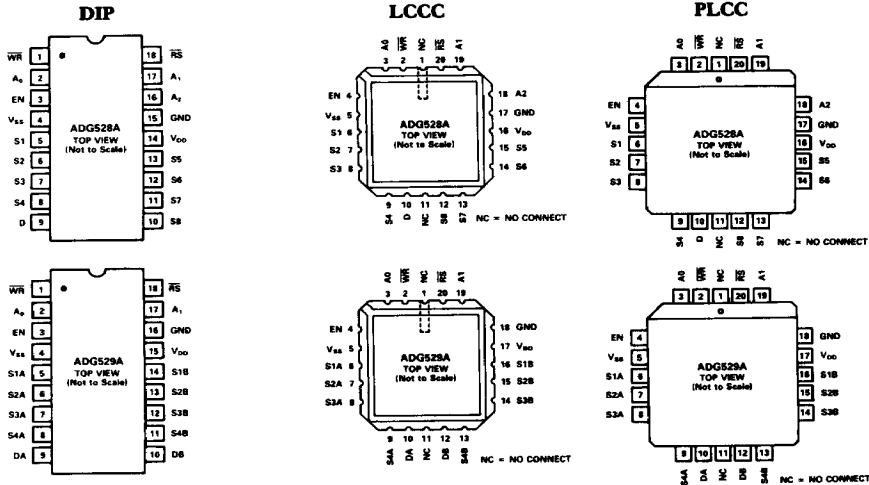 DIP
LCCC
PLCC
WR 1
A₀ 2
EN 3
VSS 4
S1 5
S2 6
S3 7
S4 8
D 9
ADG528A
TOP VIEW
(Not to Scale)
18 RS
17 A₁
16 A₂
15 GND
14 VDD
13 S5
12 S6
11 S7
10 S8
A0 WR NC RS A1
3 2 1 20 19
EN 4
VSS 5
S1 6
S2 7
S3 8
ADG528A
TOP VIEW
(Not to Scale)
18 A2
17 GND
16 VDD
15 S5
14 S6
9 10 11 12 13
S4 D NC S8 S7
NC = NO CONNECT
A0 WR NC RS A1
3 2 1 20 19
EN 4
VSS 5
S1 6
S2 7
S3 8
ADG528A
TOP VIEW
(Not to Scale)
18 A2
17 GND
16 VDD
15 S5
14 S6
9 10 11 12 13
S4 D NC S8 S7
NC = NO CONNECT
WR 1
A₀ 2
EN 3
VSS 4
S1A 5
S2A 6
S3A 7
S4A 8
DA 9
ADG529A
TOP VIEW
(Not to Scale)
18 RS
17 A₁
16 GND
15 VDD
14 S1B
13 S2B
12 S3B
11 S4B
10 DB
A0 WR NC RS A1
3 2 1 20 19
EN 4
VSS 5
S1A 6
S2A 7
S3A 8
ADG529A
TOP VIEW
(Not to Scale)
18 GND
17 VDD
16 S1B
15 S2B
14 S3B
9 10 11 12 13
S4A DA NC DB S4B
NC = NO CONNECT
A0 WR NC RS A1
3 2 1 20 19
EN 4
VSS 5
S1A 6
S2A 7
S3A 8
ADG529A
TOP VIEW
(Not to Scale)
18 GND
17 VDD
16 S1B
15 S2B
14 S3B
9 10 11 12 13
S4A DA NC DB S4B
NC = NO CONNECT